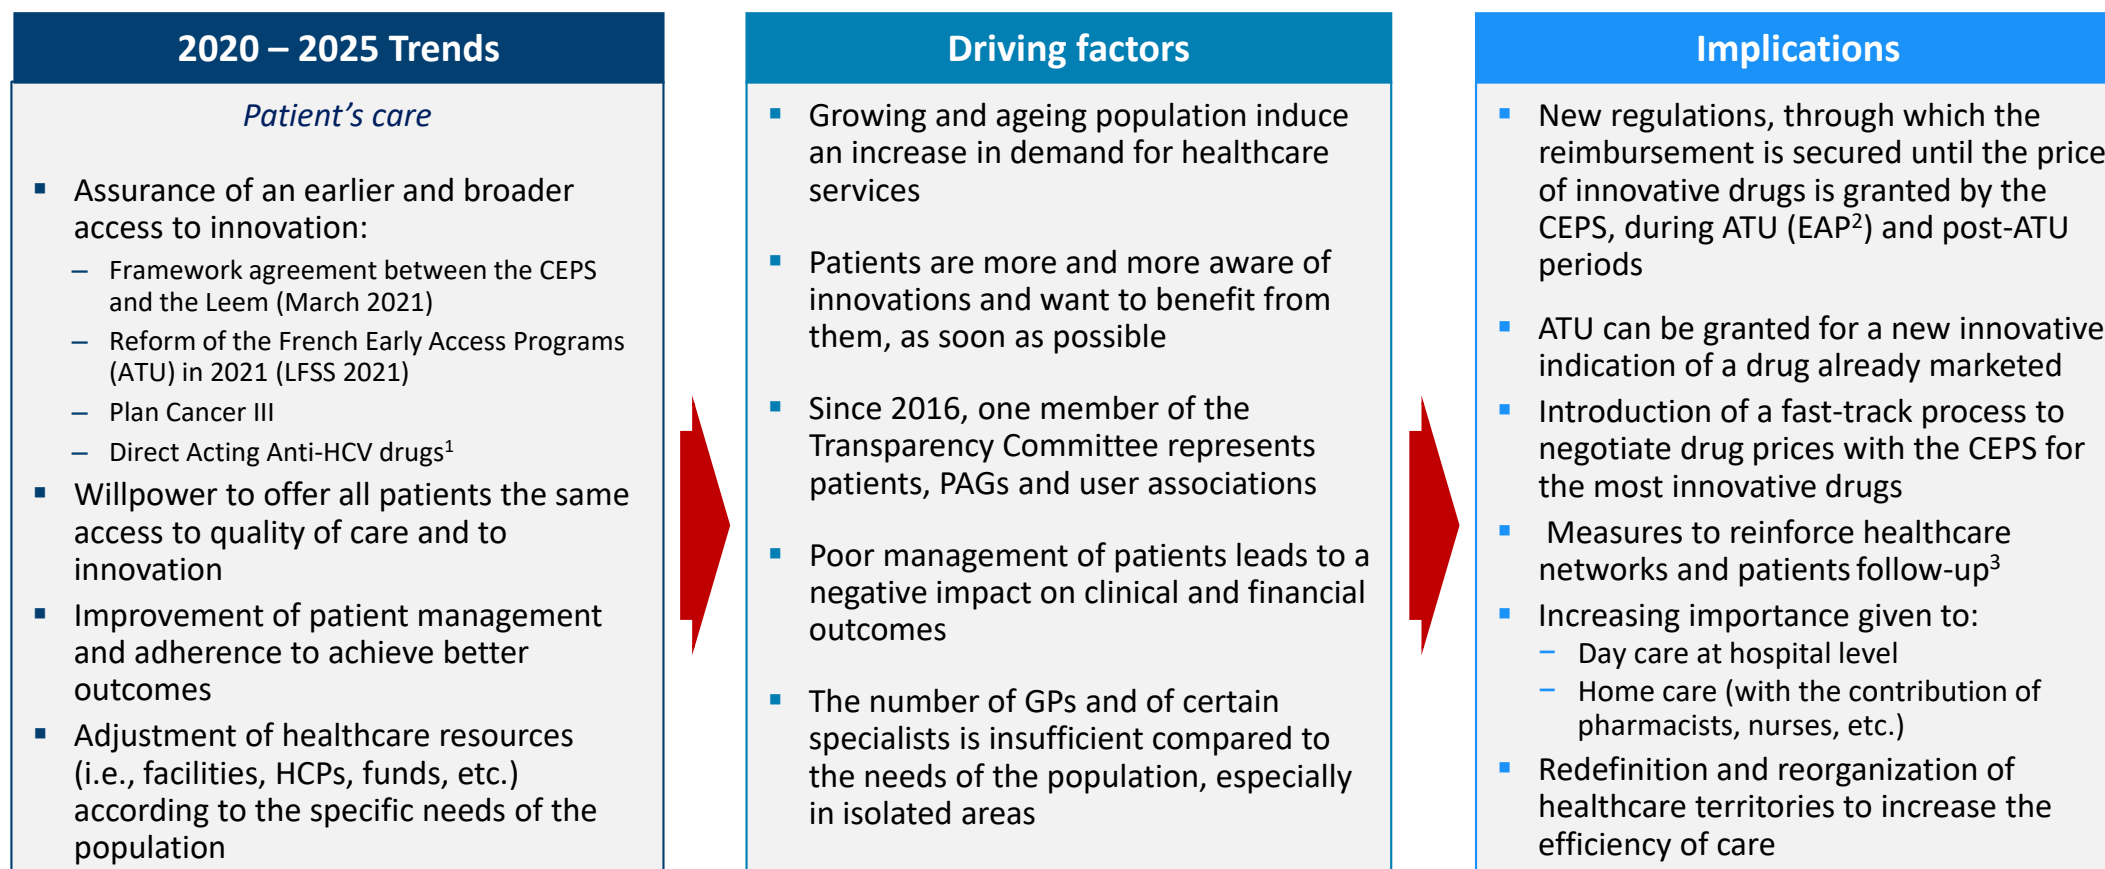 2020 – 2025 Trends
Patient’s care
▪ Assurance of an earlier and broader
access to innovation:
– Framework agreement between the CEPS
and the Leem (March 2021)
– Reform of the French Early Access Programs
(ATU) in 2021 (LFSS 2021)
– Plan Cancer III
– Direct Acting Anti-HCV drugs¹
▪ Willpower to offer all patients the same
access to quality of care and to
innovation
▪ Improvement of patient management
and adherence to achieve better
outcomes
▪ Adjustment of healthcare resources
(i.e., facilities, HCPs, funds, etc.)
according to the specific needs of the
population
Driving factors
▪ Growing and ageing population induce
an increase in demand for healthcare
services
▪ Patients are more and more aware of
innovations and want to benefit from
them, as soon as possible
▪ Since 2016, one member of the
Transparency Committee represents
patients, PAGs and user associations
▪ Poor management of patients leads to a
negative impact on clinical and financial
outcomes
▪ The number of GPs and of certain
specialists is insufficient compared to
the needs of the population, especially
in isolated areas
Implications
▪ New regulations, through which the
reimbursement is secured until the price
of innovative drugs is granted by the
CEPS, during ATU (EAP²) and post-ATU
periods
▪ ATU can be granted for a new innovative
indication of a drug already marketed
▪ Introduction of a fast-track process to
negotiate drug prices with the CEPS for
the most innovative drugs
▪ Measures to reinforce healthcare
networks and patients follow-up³
▪ Increasing importance given to:
– Day care at hospital level
– Home care (with the contribution of
pharmacists, nurses, etc.)
▪ Redefinition and reorganization of
healthcare territories to increase the
efficiency of care